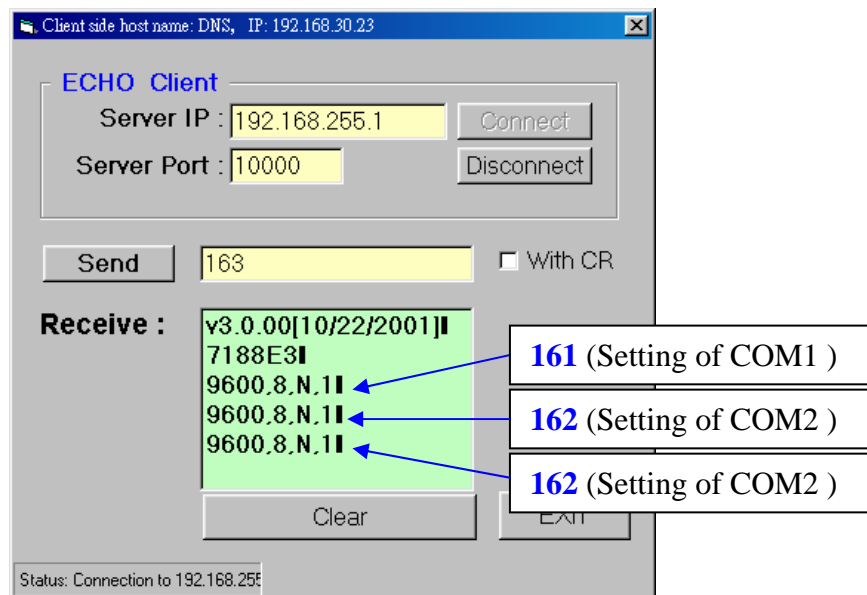 Client side host name: DNS, IP: 192.168.30.23
ECHO Client
Server IP : 192.168.255.1 Connect
Server Port : 10000 Disconnect
Send 163 With CR
Receive :
v3.0.00[10/22/2001]
7188E3
9600,8,N,1
9600,8,N,1
9600,8,N,1
161 (Setting of COM1 )
162 (Setting of COM2 )
162 (Setting of COM2 )
Clear
Status: Connection to 192.168.255